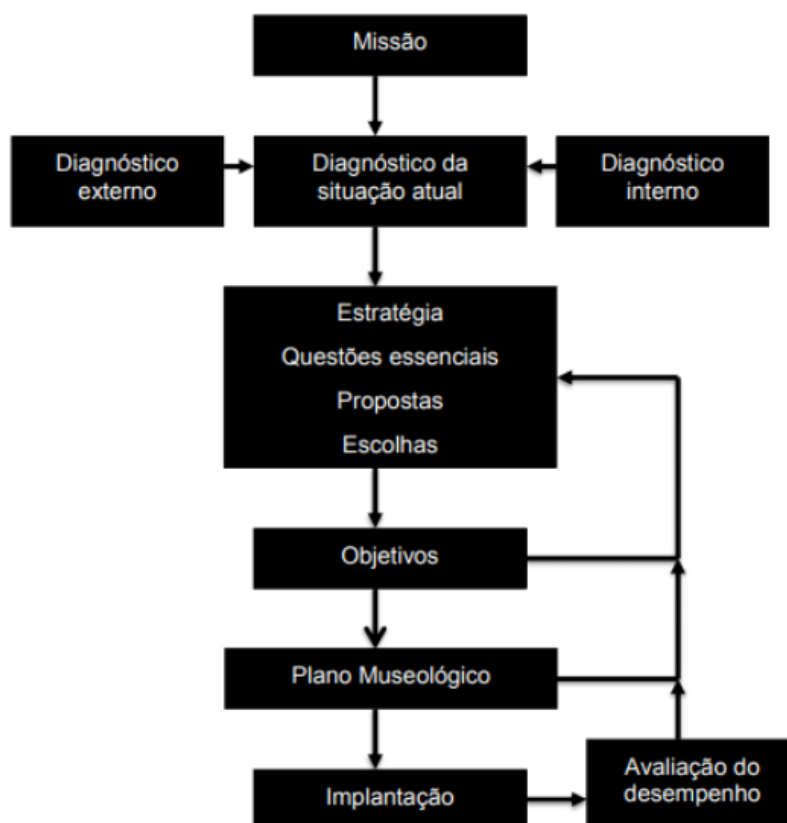 Missão
Diagnóstico
externo
Diagnóstico da
situação atual
Diagnóstico
interno
Estratégia
Questões essenciais
Propostas
Escolhas
Objetivos
Plano Museológico
Implantação
Avaliação do
desempenho